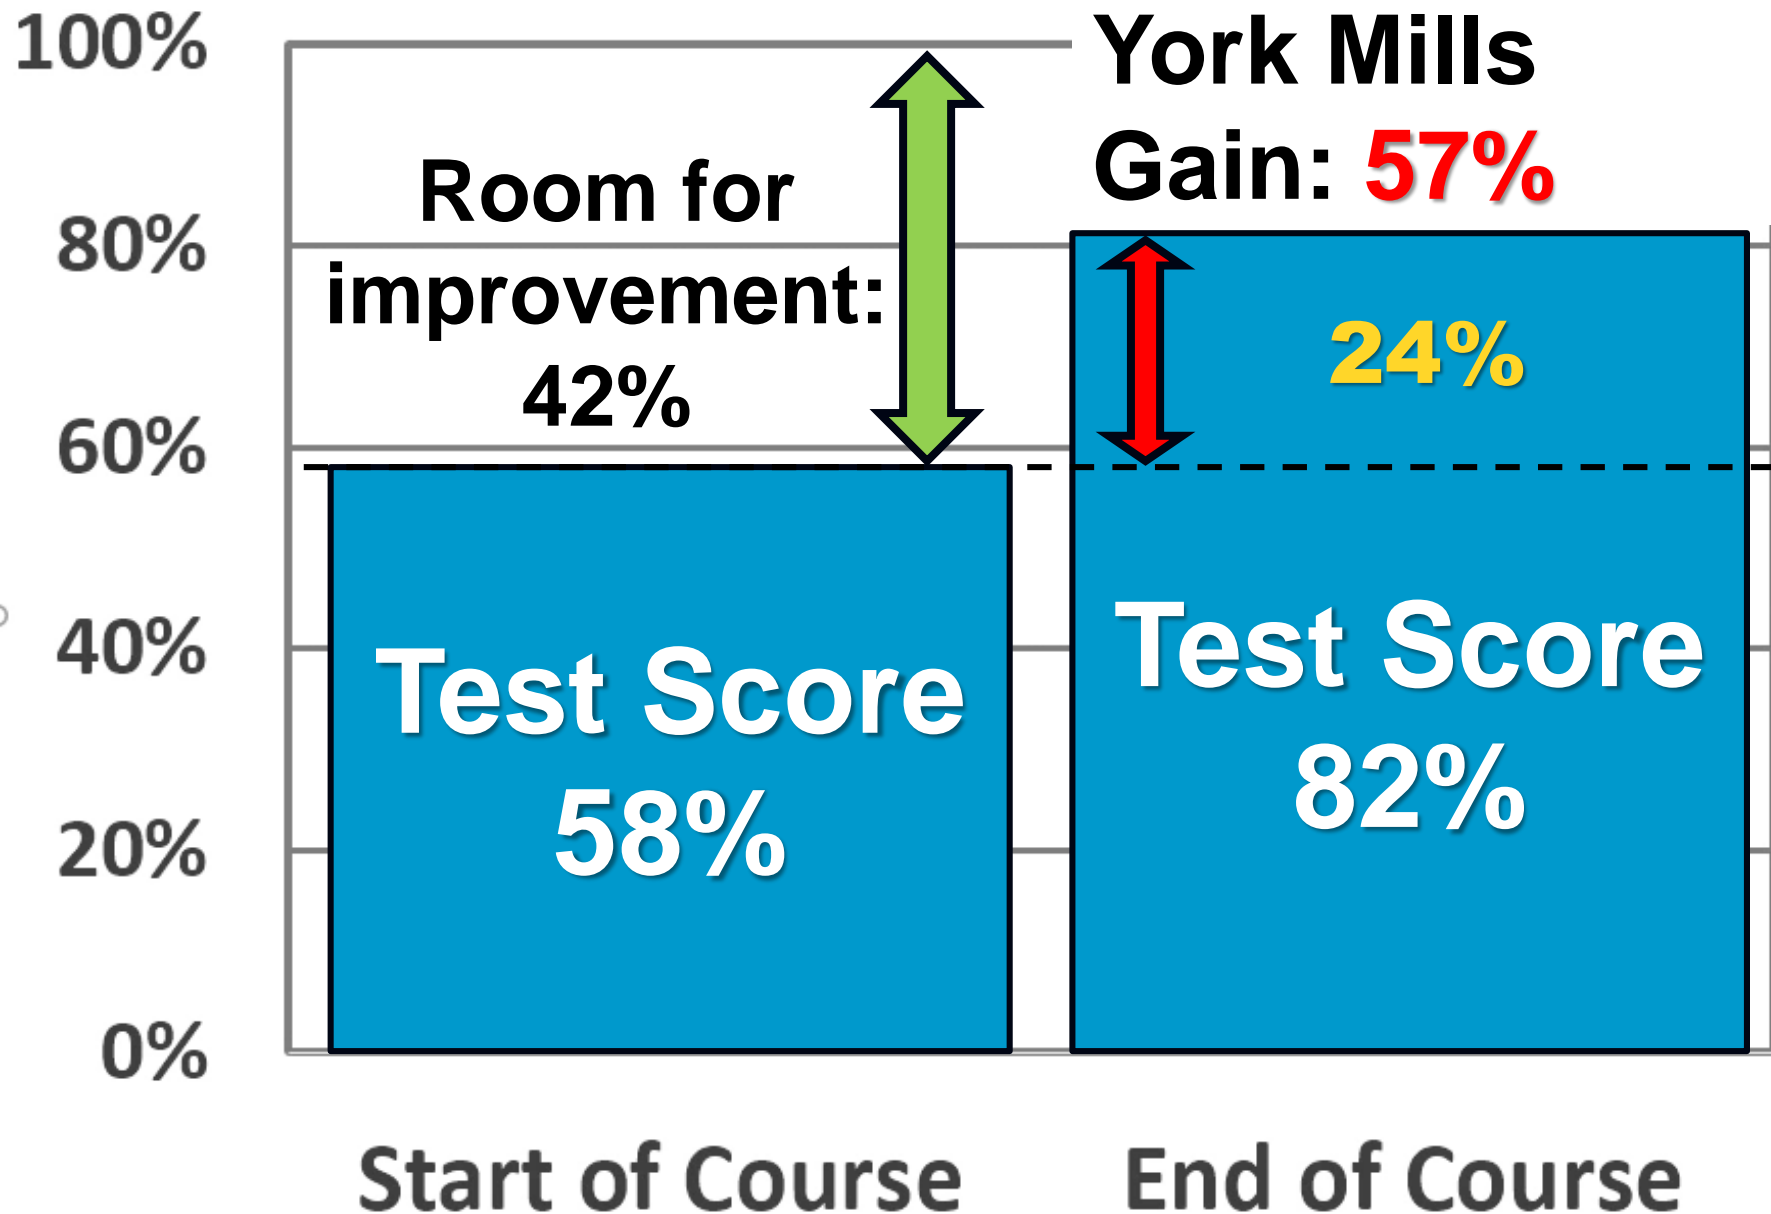 100%
80%
60%
40%
20%
0%
Room for
improvement:
42%
York Mills
Gain: 57%
24%
Test Score
58%
Test Score
82%
Start of Course
End of Course